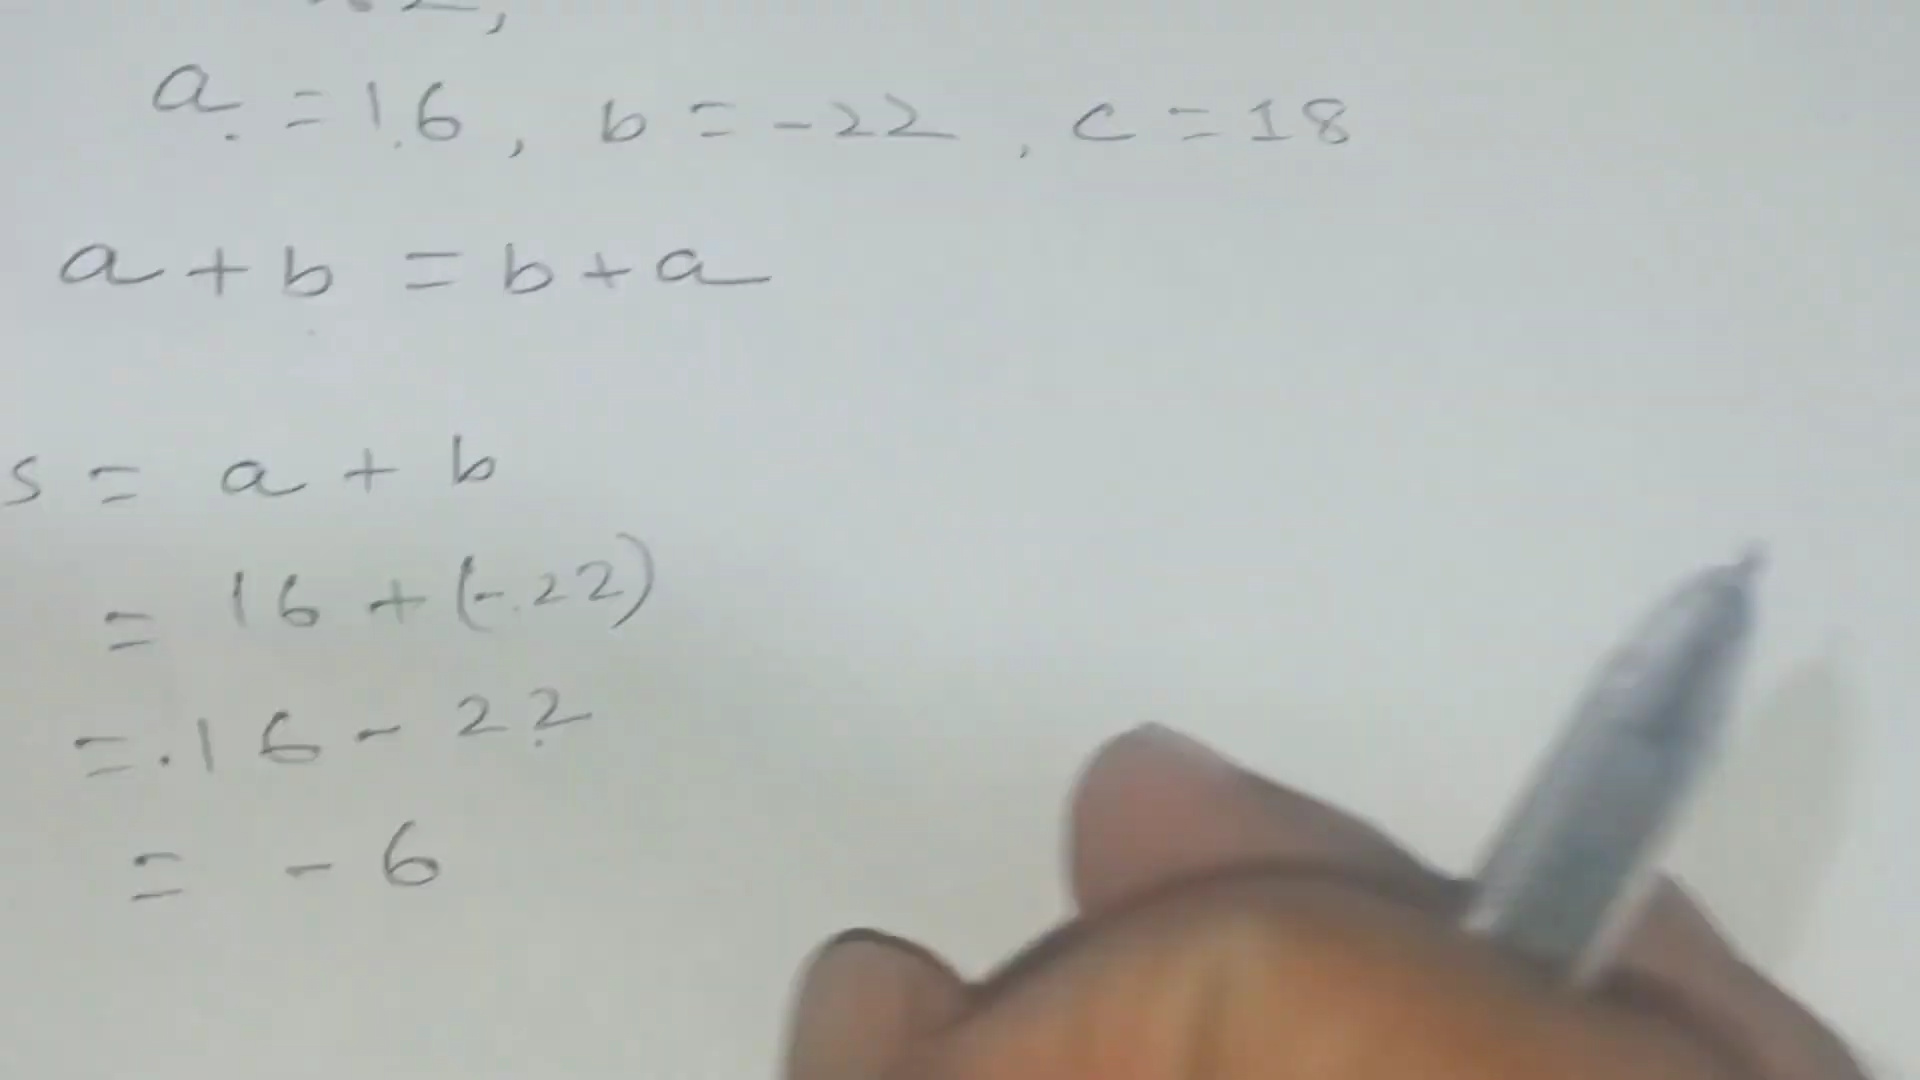 a = 16, b = -22, c = 18
a + b = b + a
s = a + b
= 16 + (-22)
= 16 - 22
= - 6